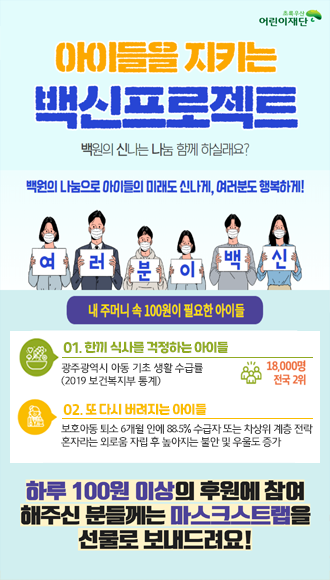 초록우산
어린이재단
아이들을 지키는
백신프로젝트
백원의 신나는 나눔 함께 하실래요?
백원의 나눔으로 아이들의 미래도 신나게, 여러분도 행복하게!
여 러 분 이 백 신
내 주머니 속 100원이 필요한 아이들
01. 한끼 식사를 걱정하는 아이들
광주광역시 아동 기초 생활 수급률
(2019 보건복지부 통계)
18,000명
전국 2위
02. 또 다시 버려지는 아이들
보호아동 퇴소 6개월 안에 88.5% 수급자 또는 차상위 계층 전락
혼자라는 외로움 자립 후 높아지는 불안 및 우울도 증가
하루 100원 이상의 후원에 참여
해주신 분들께는 마스크스트랩을
선물로 보내드려요!